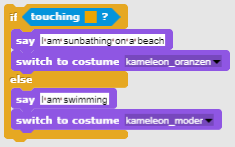 if touching ?
say I'am sunbathing on a beach
switch to costume kameleon_oranzen
else
say I'am swimming
switch to costume kameleon_moder